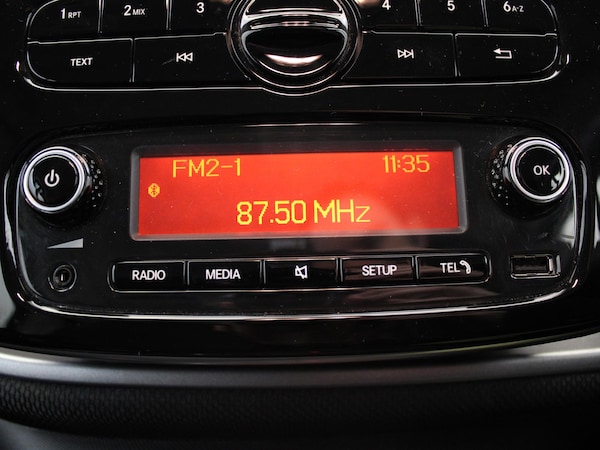 1 RPT 2 MIX 3 4 5 6 A-Z
TEXT
FM2-1 11:35
87.50 MHz
OK
RADIO MEDIA SETUP TEL